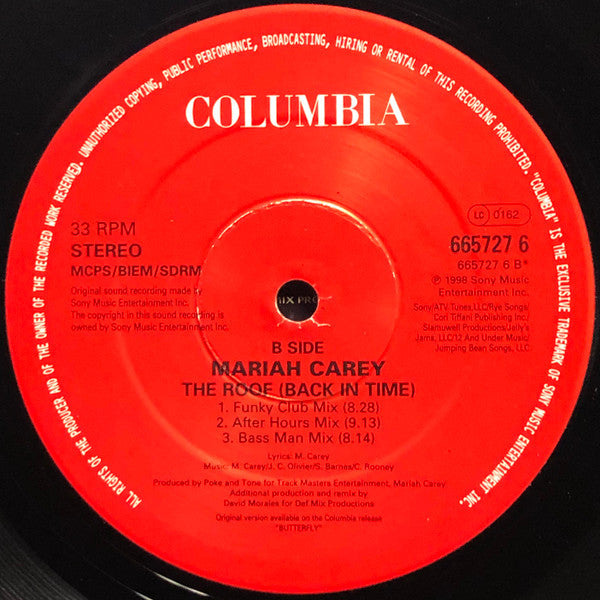 ALL RIGHTS OF THE PRODUCER AND OF THE OWNER OF THE RECORDED WORK RESERVED. UNAUTHORIZED COPYING, PUBLIC PERFORMANCE, BROADCASTING, HIRING OR RENTAL OF THIS RECORDING PROHIBITED. "COLUMBIA" IS THE EXCLUSIVE TRADEMARK OF SONY MUSIC ENTERTAINMENT INC.
COLUMBIA
33 RPM
STEREO
MCPS/BIEM/SDRM
Original sound recording made by
Sony Music Entertainment Inc.
The copyright in this sound recording is
owned by Sony Music Entertainment Inc.
LC 0162
665727 6
665727 6 B*
℗ 1998 Sony Music
Entertainment Inc.
Sony/ATV Tunes,LLC/Rye Songs/
Cori Tiffani Publishing Inc./
Slamuwell Productions/Jelly's
Jams, LLC/12 And Under Music/
Jumping Bean Songs, LLC.
B SIDE
MARIAH CAREY
THE ROOF (BACK IN TIME)
1. Funky Club Mix (8.28)
2. After Hours Mix (9.13)
3. Bass Man Mix (8.14)
Lyrics: M. Carey
Music: M. Carey/J. C. Olivier/S. Barnes/C. Rooney
Produced by Poke and Tone for Track Masters Entertainment, Mariah Carey
Additional production and remix by
David Morales for Def Mix Productions
Original version available on the Columbia release
"BUTTERFLY"